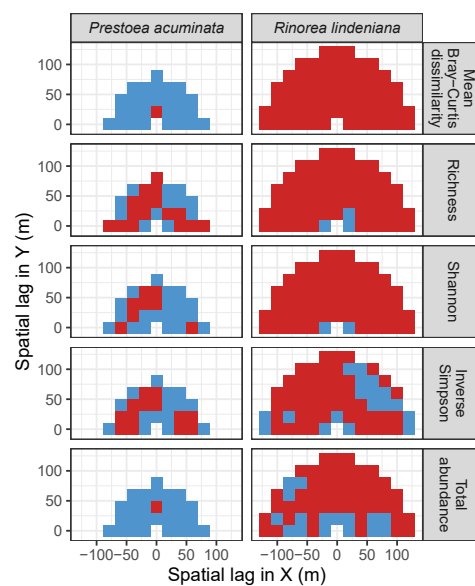 Prestoea acuminata
Rinorea lindeniana
Spatial lag in Y (m)
100
50
0
Mean
Bray−Curtis
dissimilarity
100
50
0
Richness
100
50
0
Shannon
100
50
0
Inverse
Simpson
100
50
0
Total
abundance
−100 −50 0 50 100
−100 −50 0 50 100
Spatial lag in X (m)